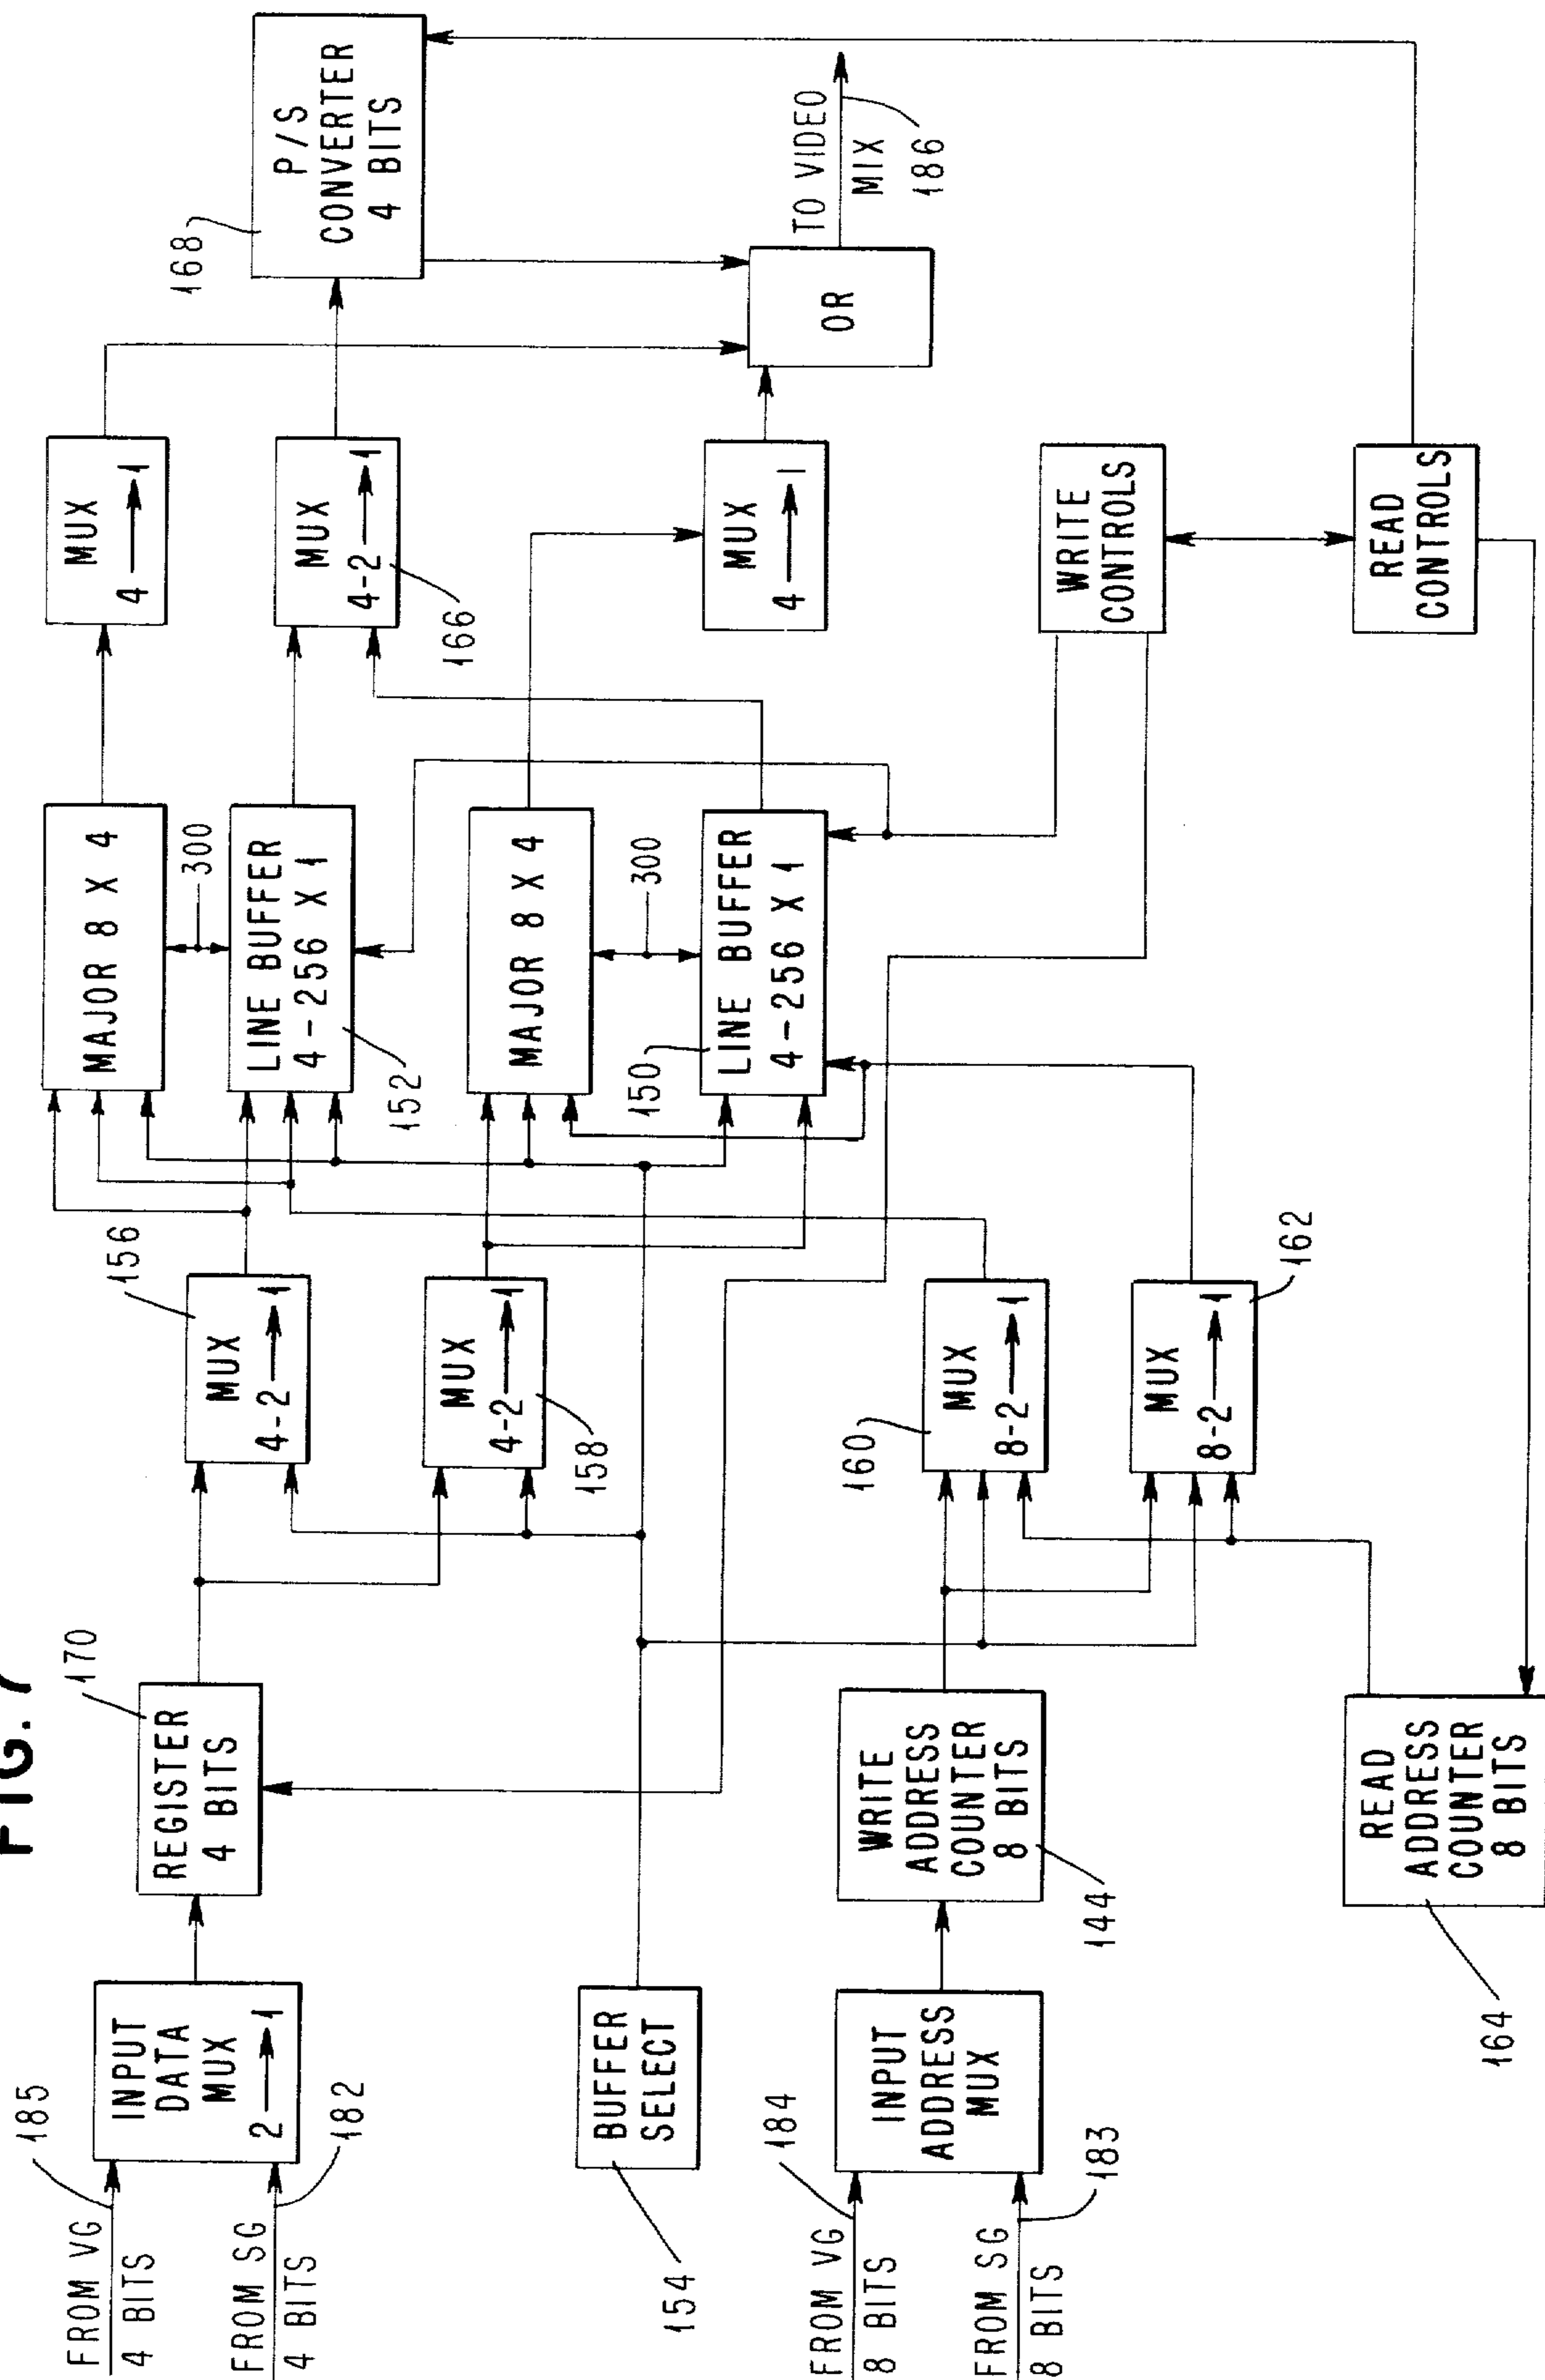 FIG. 7
FROM VG
4 BITS
185
FROM SG
4 BITS
182
INPUT
DATA
MUX
2 1
REGISTER
4 BITS
170
MUX
4-2 1
156
MUX
4-2 1
158
MAJOR 8 X 4
300
LINE BUFFER
4-256 X 1
152
MAJOR 8 X 4
300
LINE BUFFER
4-256 X 1
150
MUX
4 1
MUX
4-2 1
166
MUX
4 1
P/S
CONVERTER
4 BITS
168
OR
TO VIDEO
MIX
186
BUFFER
SELECT
154
FROM VG
8 BITS
184
FROM SG
8 BITS
183
INPUT
ADDRESS
MUX
WRITE
ADDRESS
COUNTER
8 BITS
144
MUX
8-2 1
160
MUX
8-2 1
162
WRITE
CONTROLS
READ
CONTROLS
READ
ADDRESS
COUNTER
8 BITS
164